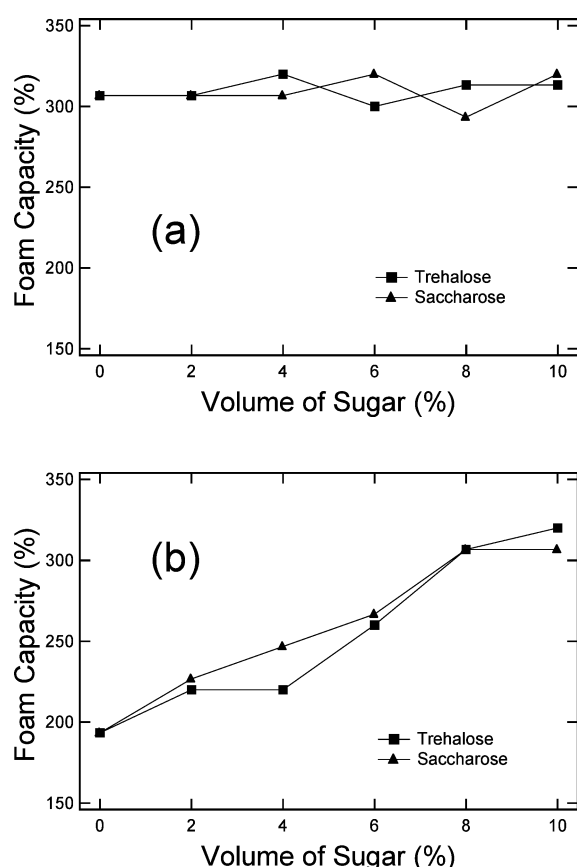 350
300
250
200
150
Foam Capacity (%)
(a)
Trehalose
Saccharose
0 2 4 6 8 10
Volume of Sugar (%)
350
300
250
200
150
Foam Capacity (%)
(b)
Trehalose
Saccharose
0 2 4 6 8 10
Volume of Sugar (%)